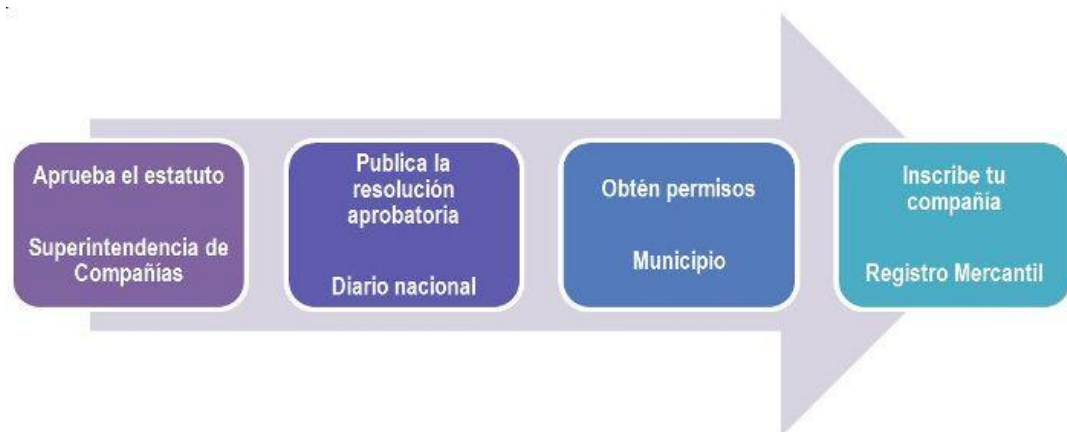 Aprueba el estatuto
Superintendencia de
Compañías
Publica la
resolución
aprobatoria
Diario nacional
Obtén permisos
Municipio
Inscribe tu
compañía
Registro Mercantil